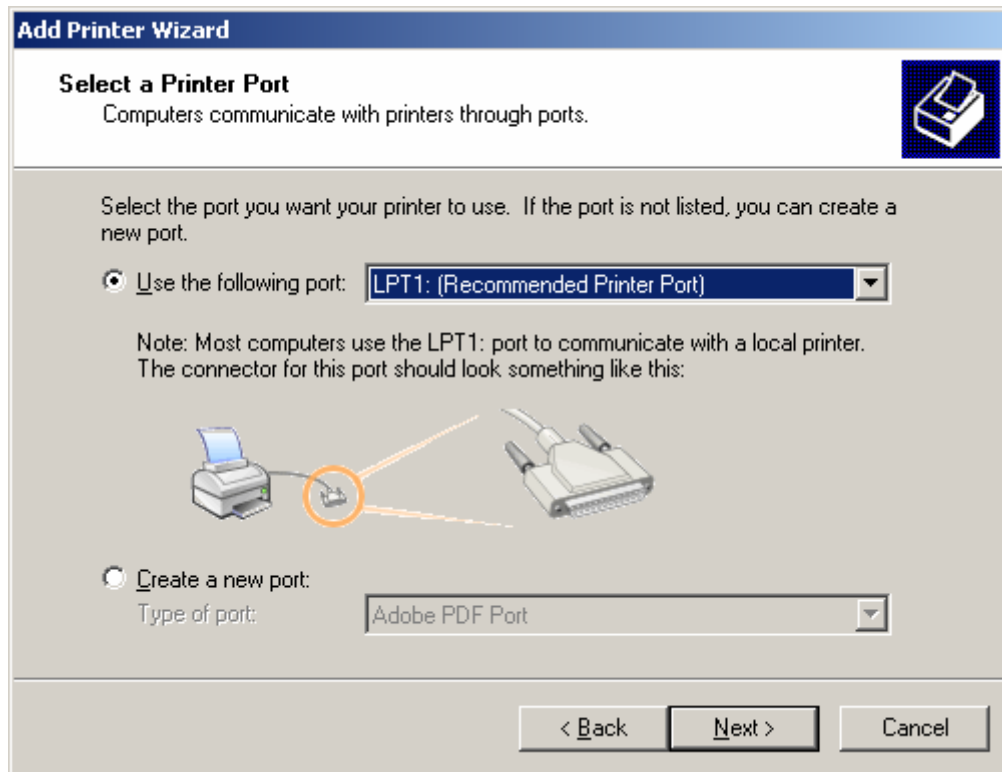 Add Printer Wizard
Select a Printer Port
Computers communicate with printers through ports.
Select the port you want your printer to use.  If the port is not listed, you can create a
new port.
Use the following port: LPT1: (Recommended Printer Port)
Note: Most computers use the LPT1: port to communicate with a local printer.
The connector for this port should look something like this:
Create a new port:
Type of port: Adobe PDF Port
< Back Next > Cancel